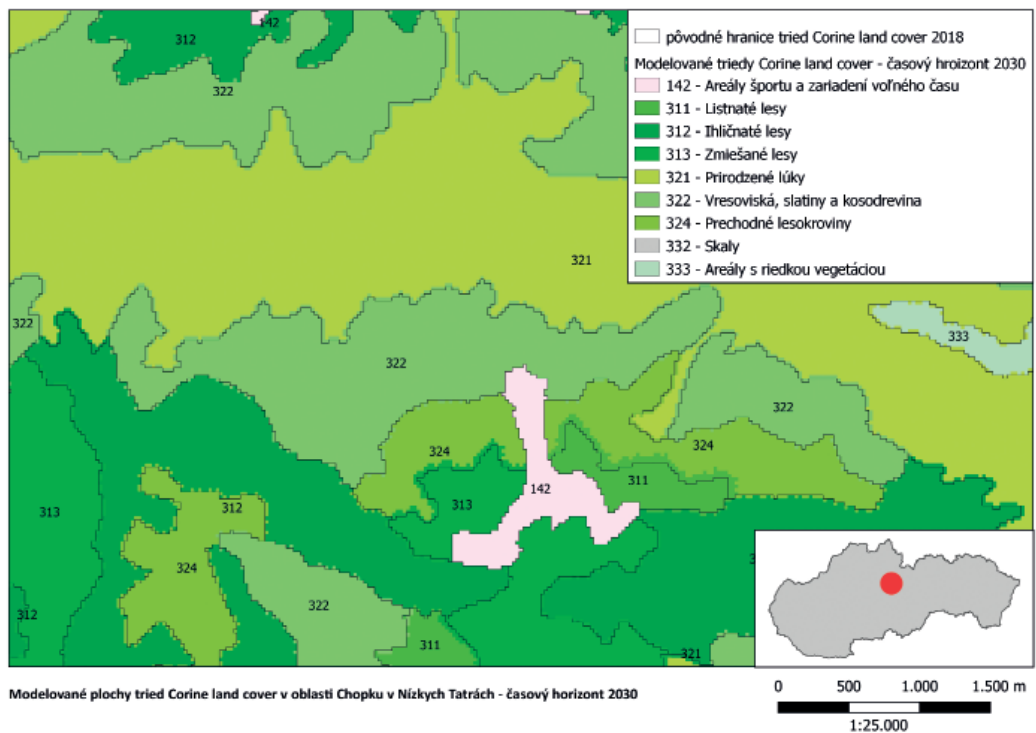 142
312
322
pôvodné hranice tried Corine land cover 2018
Modelované triedy Corine land cover - časový hroizont 2030
142 - Areály športu a zariadení voľného času
311 - Listnaté lesy
312 - Ihličnaté lesy
313 - Zmiešané lesy
321 - Prirodzené lúky
322 - Vresoviská, slatiny a kosodrevina
324 - Prechodné lesokroviny
332 - Skaly
333 - Areály s riedkou vegetáciou
321
322
333
322
322
324
324
311
142
313
312
313
324
322
312
311
321
Modelované plochy tried Corine land cover v oblasti Chopku v Nízkych Tatrách - časový horizont 2030
0 500 1.000 1.500 m
1:25.000